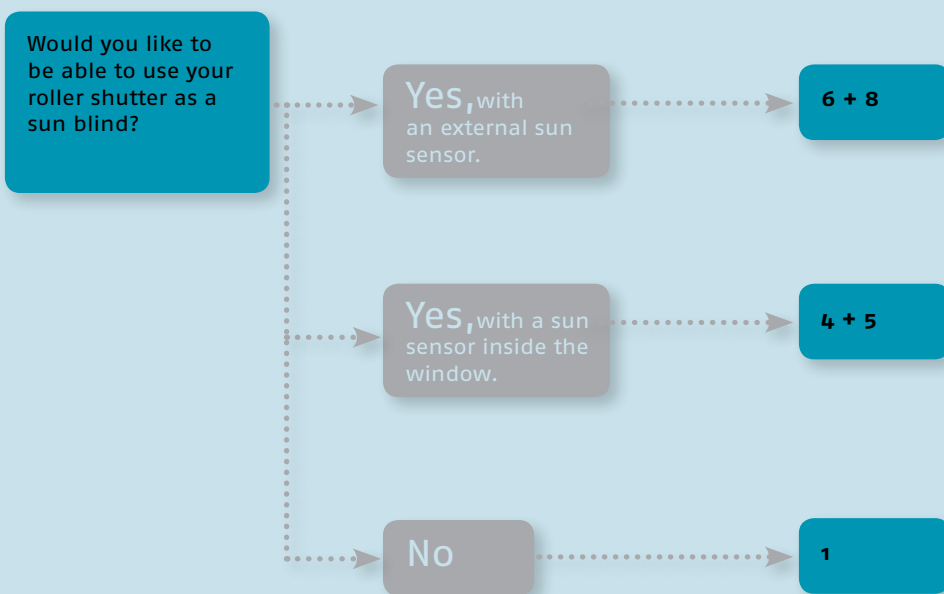 Would you like to
be able to use your
roller shutter as a
sun blind?
Yes, with
an external sun
sensor.
6 + 8
Yes, with a sun
sensor inside the
window.
4 + 5
No
1